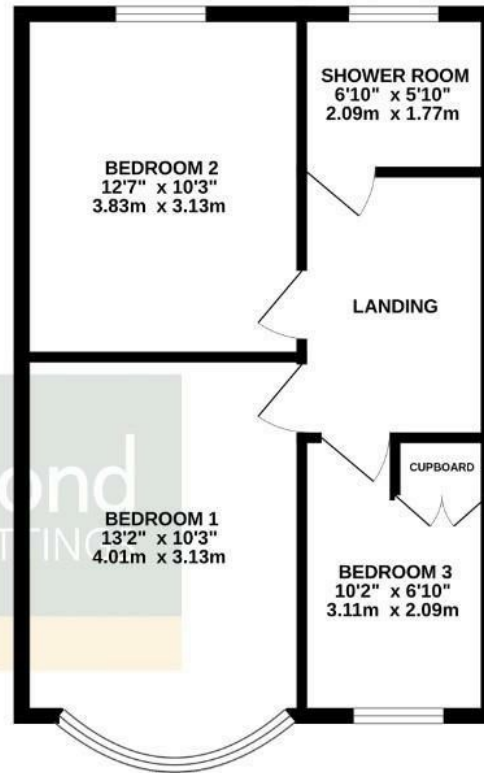 SHOWER ROOM
6'10" x 5'10"
2.09m x 1.77m
BEDROOM 2
12'7" x 10'3"
3.83m x 3.13m
LANDING
CUPBOARD
ond
TTINGS
BEDROOM 1
13'2" x 10'3"
4.01m x 3.13m
BEDROOM 3
10'2" x 6'10"
3.11m x 2.09m